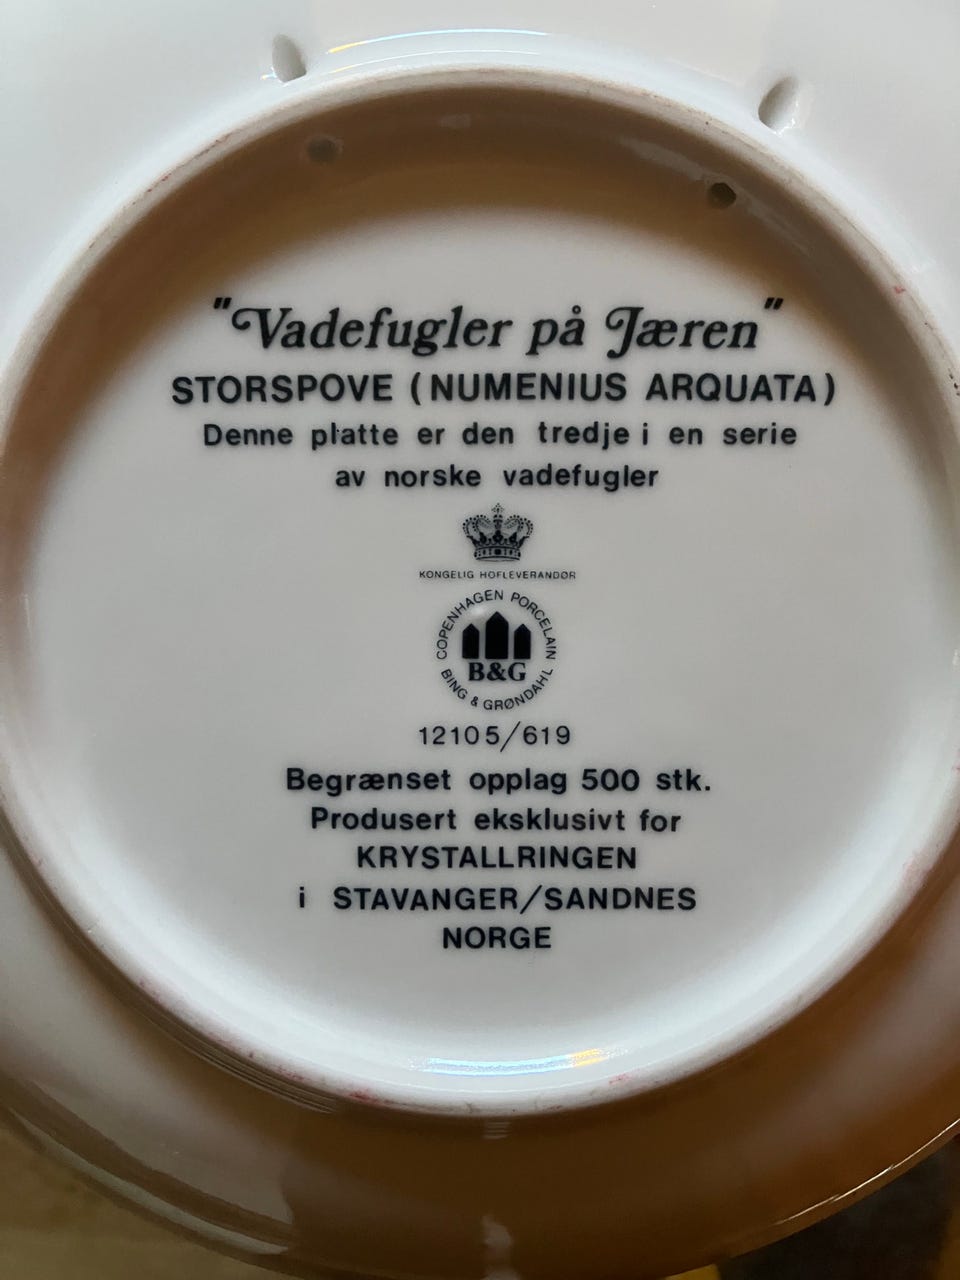 "Vadefugler på Jæren"
STORSPOVE (NUMENIUS ARQUATA)
Denne platte er den tredje i en serie
av norske vadefugler
KONGELIG HOFLEVERANDØR
COPENHAGEN PORCELAIN
B&G
BING & GRØNDAHL
12105/619
Begrænset opplag 500 stk.
Produsert eksklusivt for
KRYSTALLRINGEN
i STAVANGER/SANDNES
NORGE